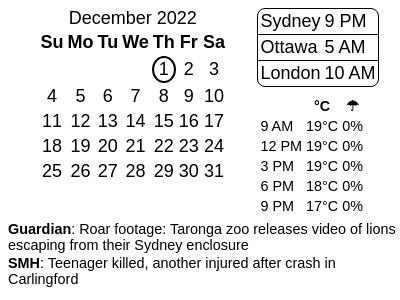 December 2022
Su Mo Tu We Th Fr Sa
1 2 3
4 5 6 7 8 9 10
11 12 13 14 15 16 17
18 19 20 21 22 23 24
25 26 27 28 29 30 31
Sydney 9 PM
Ottawa 5 AM
London 10 AM
°C ☂
9 AM 19°C 0%
12 PM 19°C 0%
3 PM 19°C 0%
6 PM 18°C 0%
9 PM 17°C 0%
Guardian: Roar footage: Taronga zoo releases video of lions
escaping from their Sydney enclosure
SMH: Teenager killed, another injured after crash in
Carlingford